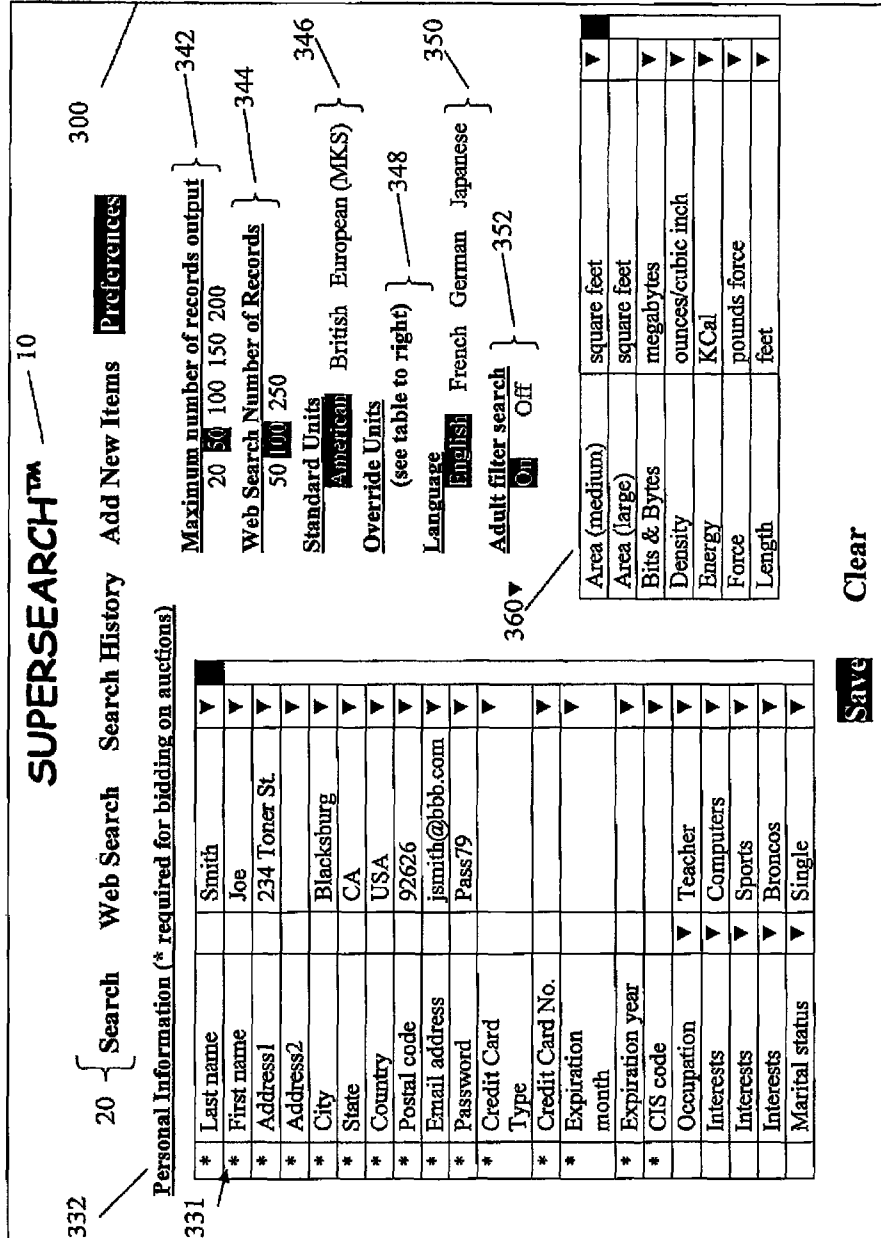 SUPERSEARCH™ 10
20 Search Web Search Search History Add New Items Preferences 300
332
Personal Information (* required for bidding on auctions)
331
* Last name Smith ▼
* First name Joe ▼
* Address1 234 Toner St. ▼
* Address2 ▼
* City Blacksburg ▼
* State CA ▼
* Country USA ▼
* Postal code 92626 ▼
* Email address jsmith@bbb.com ▼
* Password Pass79 ▼
* Credit Card ▼
Type
* Credit Card No. ▼
* Expiration ▼
month
* Expiration year ▼
* CIS code ▼
Occupation ▼ Teacher ▼
Interests ▼ Computers ▼
Interests ▼ Sports ▼
Interests ▼ Broncos ▼
Marital status ▼ Single ▼
Maximum number of records output 342
20 50 100 150 200
Web Search Number of Records 344
50 100 250
Standard Units 346
American British European (MKS)
Override Units 348
(see table to right)
Language 350
English French German Japanese
Adult filter search 352
On Off
360▼
Area (medium) square feet ▼
Area (large) square feet
Bits & Bytes megabytes ▼
Density ounces/cubic inch ▼
Energy KCal ▼
Force pounds force ▼
Length feet ▼
Save Clear